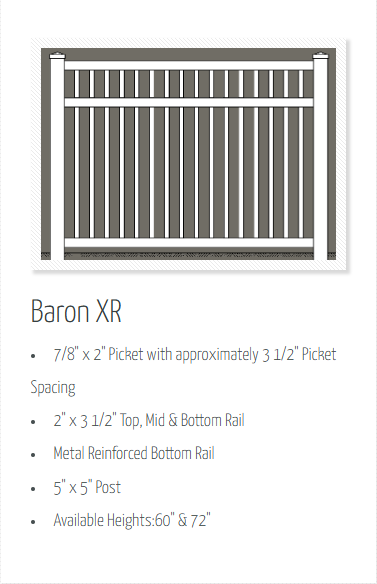 Baron XR
• 7/8" x 2" Picket with approximately 3 1/2" Picket
Spacing
• 2" x 3 1/2" Top, Mid & Bottom Rail
• Metal Reinforced Bottom Rail
• 5" x 5" Post
• Available Heights:60" & 72"